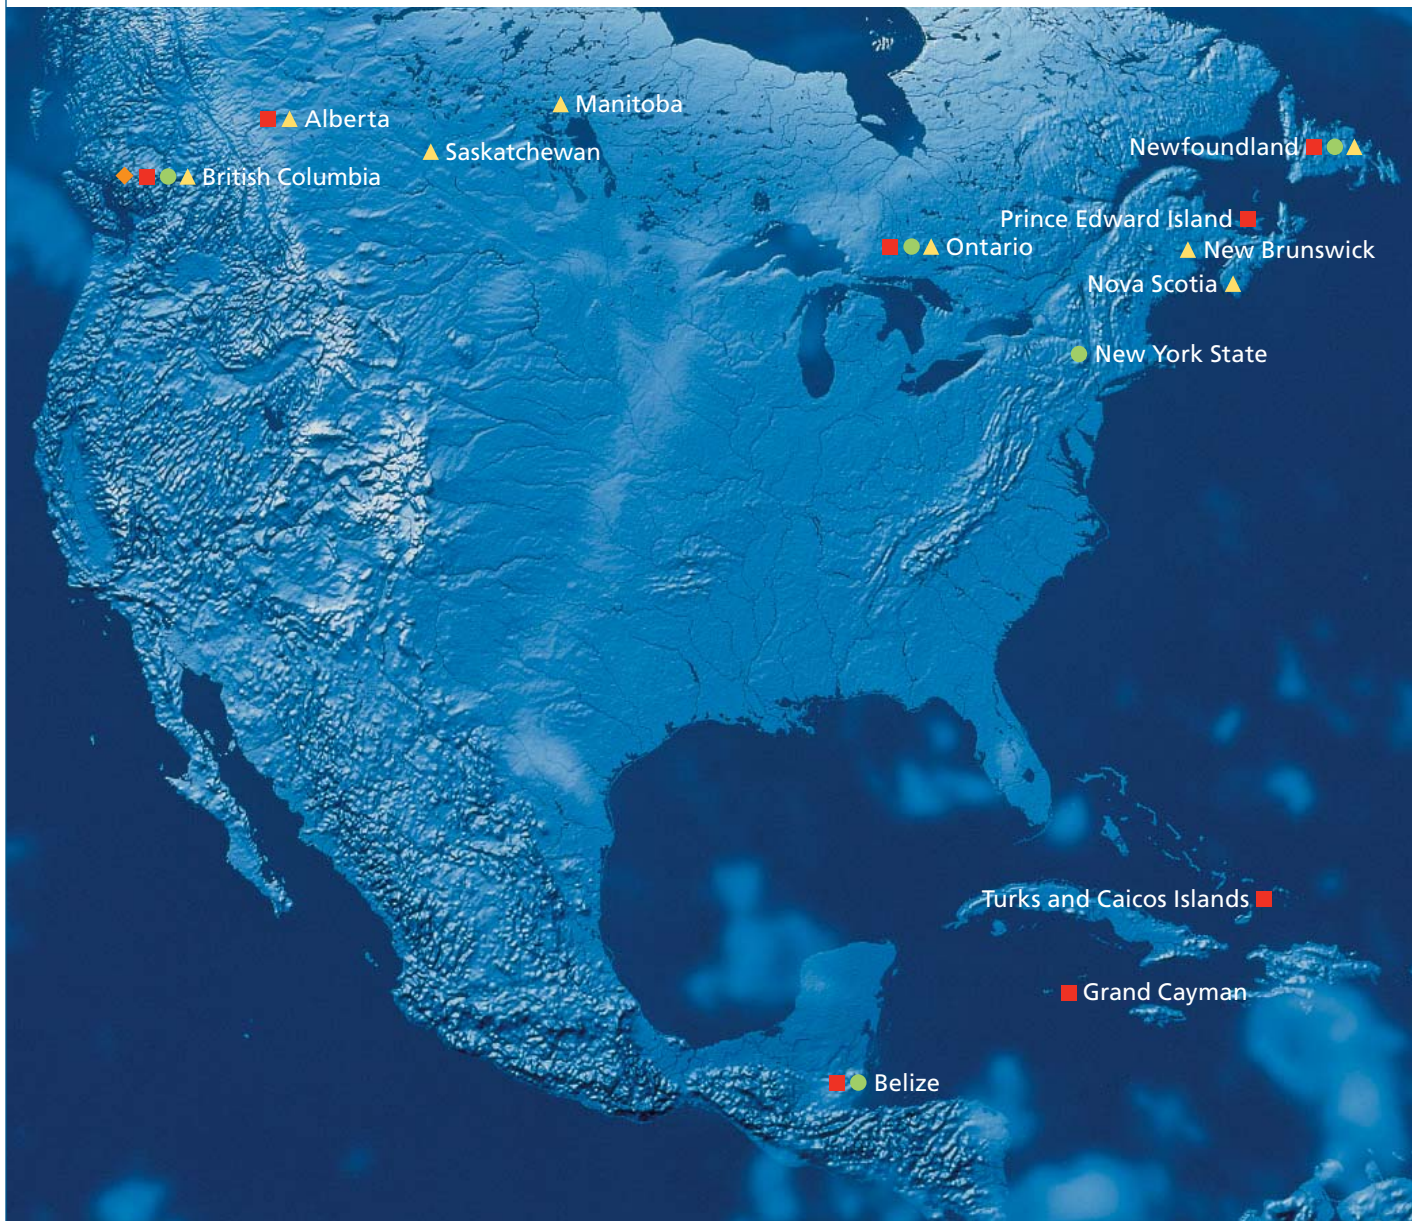 Manitoba
Alberta
Saskatchewan
Newfoundland
British Columbia
Prince Edward Island
Ontario
New Brunswick
Nova Scotia
New York State
Turks and Caicos Islands
Grand Cayman
Belize